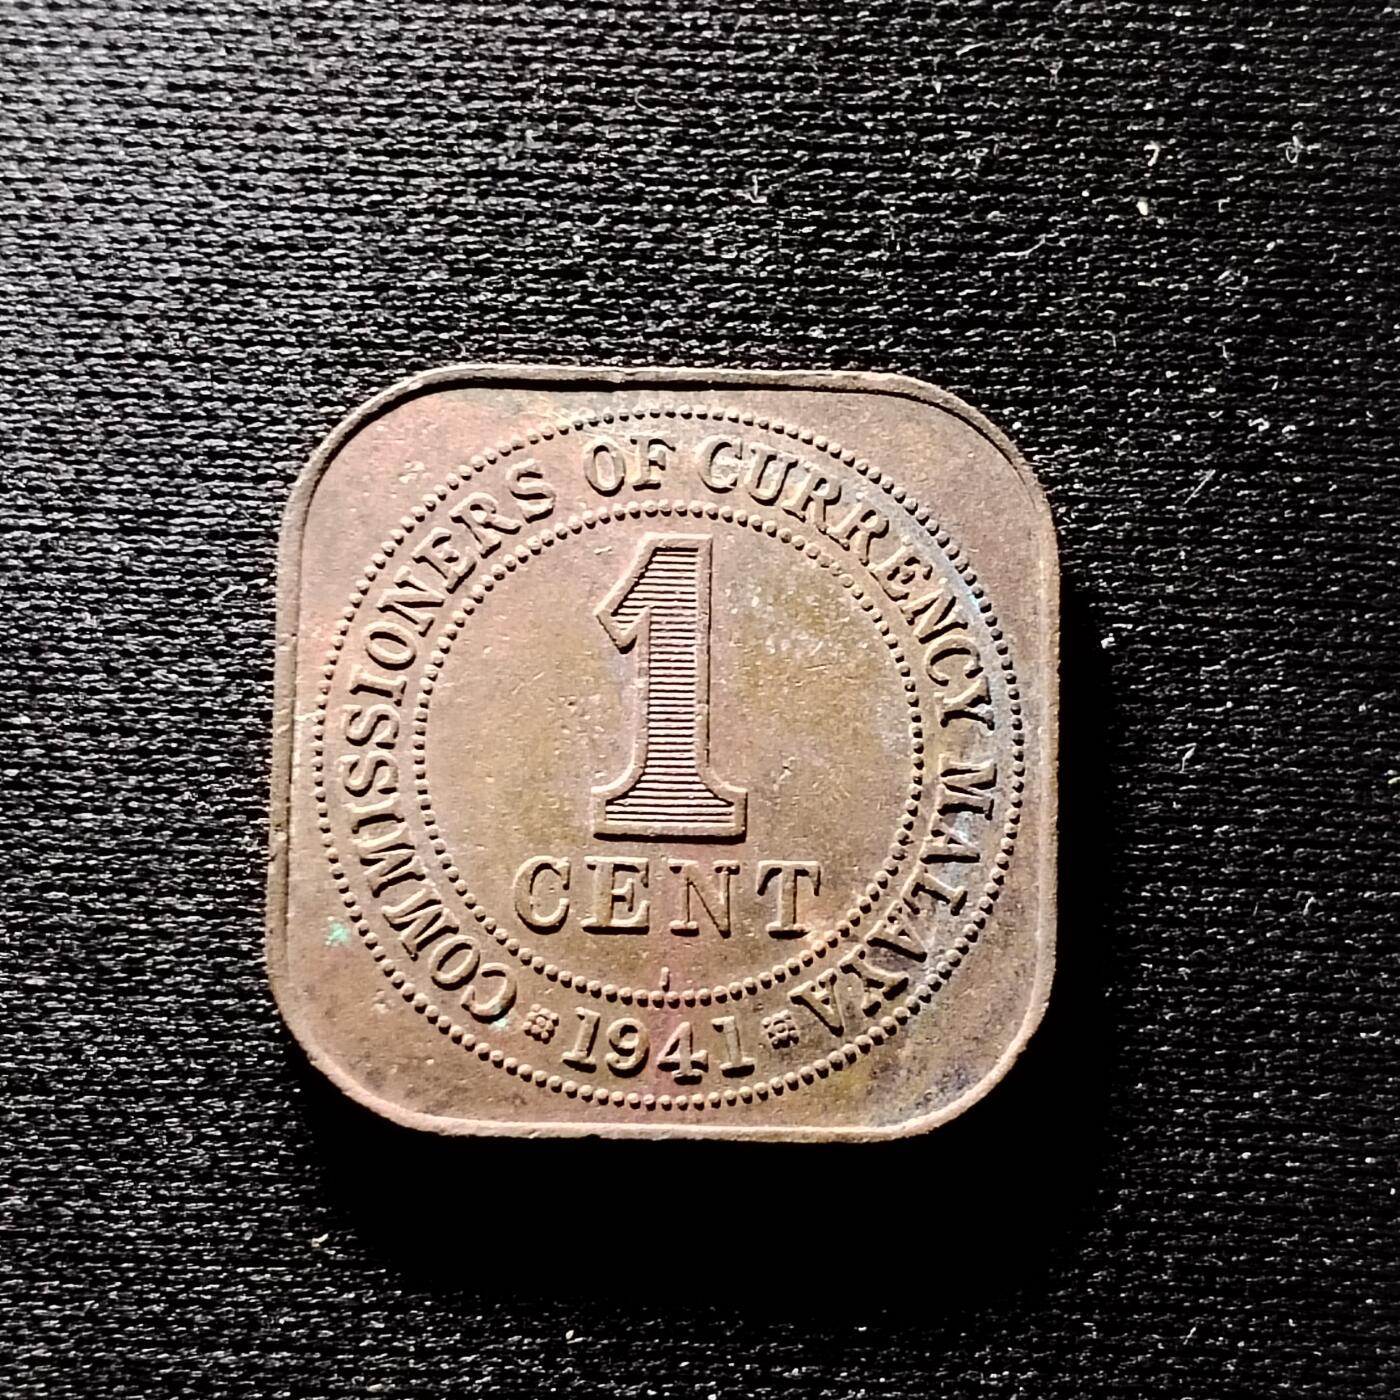 COMMISSIONERS OF CURRENCY MALAYA
1
CENT
I
1941